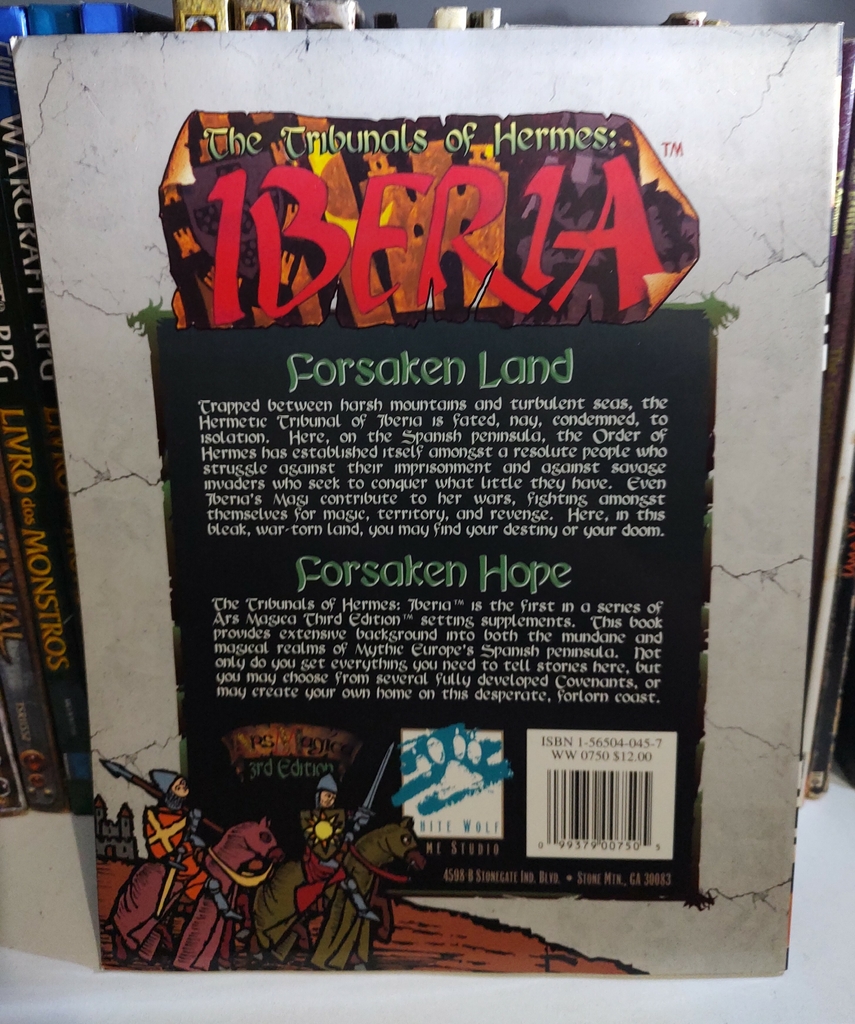 The Tribunals of Hermes:
IBERIA™
Forsaken Land
Trapped between harsh mountains and turbulent seas, the
Hermetic Tribunal of Iberia is fated, nay, condemned, to
isolation. Here, on the Spanish peninsula, the Order of
Hermes has established itself amongst a resolute people who
struggle against their imprisonment and against savage
invaders who seek to conquer what little they have. Even
Iberia's Magi contribute to her wars, fighting amongst
themselves for magic, territory, and revenge. Here, in this
bleak, war-torn land, you may find your destiny or your doom.
Forsaken Hope
The Tribunals of Hermes: Iberia™ is the first in a series of
Ars Magica Third Edition™ setting supplements. This book
provides extensive background into both the mundane and
magical realms of Mythic Europe's Spanish peninsula. Not
only do you get everything you need to tell stories here, but
you may choose from several fully developed Covenants, or
may create your own home on this desperate, forlorn coast.
Ars Magica
3rd Edition
HITE WOLF
ME STUDIO
4598-B STONEGATE IND. BLVD. • STONE MTN., GA 30083
ISBN 1-56504-045-7
WW 0750 $12.00
0 99379 00750 5
WARCRAFT RPG
RPG
LIVRO dos MONSTROS